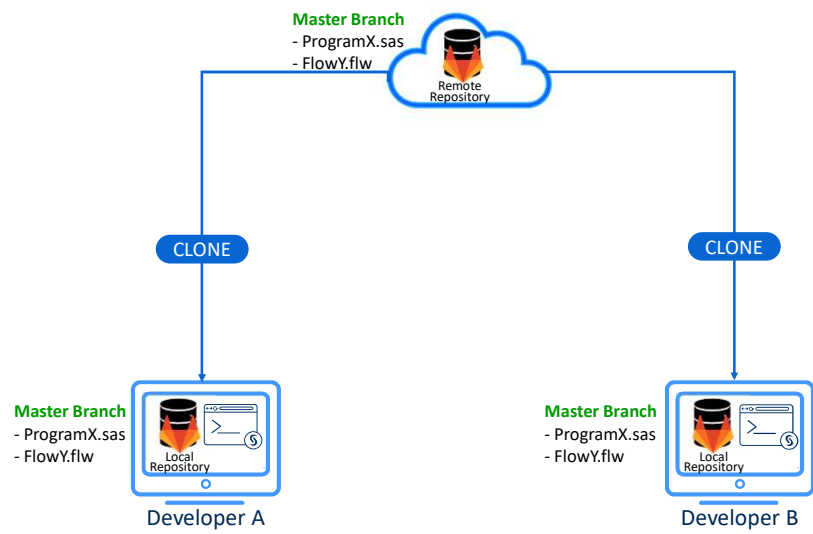 Master Branch
- ProgramX.sas
- FlowY.flw
Remote
Repository
CLONE
CLONE
Master Branch
- ProgramX.sas
- FlowY.flw
Local
Repository
Developer A
Master Branch
- ProgramX.sas
- FlowY.flw
Local
Repository
Developer B